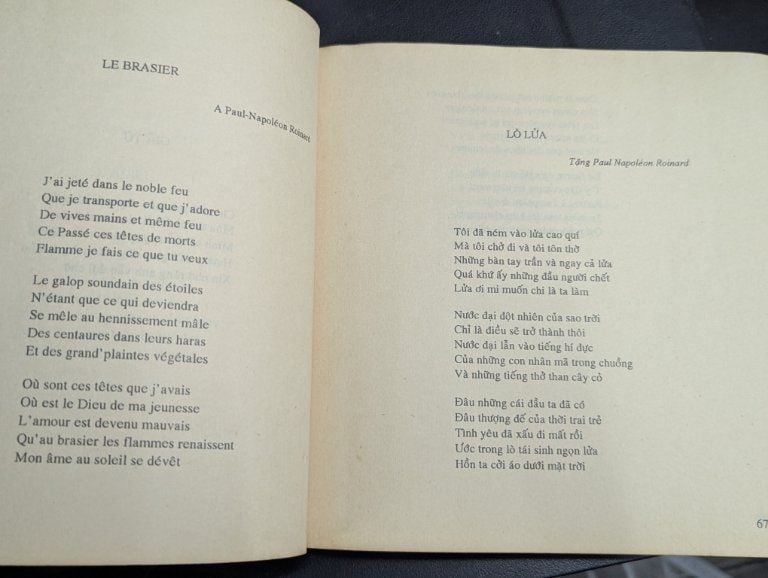 LE BRASIER
A Paul-Napoléon Roinard
J'ai jeté dans le noble feu
Que je transporte et que j'adore
De vives mains et même feu
Ce Passé ces têtes de morts
Flamme je fais ce que tu veux
Le galop soundain des étoiles
N'étant que ce qui deviendra
Se mêle au hennissement mâle
Des centaures dans leurs haras
Et des grand'plaintes végétales
Où sont ces têtes que j'avais
Où est le Dieu de ma jeunesse
L'amour est devenu mauvais
Qu'au brasier les flammes renaissent
Mon âme au soleil se dévêt
LÒ LỬA
Tặng Paul Napoléon Roinard
Tôi đã ném vào lửa cao quí
Mà tôi chở đi và tôi tôn thờ
Những bàn tay trần và ngay cả lửa
Quá khứ ấy những đầu người chết
Lửa ơi mi muốn chi là ta làm
Nước đại đột nhiên của sao trời
Chỉ là điều sẽ trở thành thôi
Nước đại lẫn vào tiếng hí đực
Của những con nhân mã trong chuồng
Và những tiếng thở than cây cỏ
Đâu những cái đầu ta đã có
Đâu thượng đế của thời trai trẻ
Tình yêu đã xấu đi mất rồi
Ước trong lò tái sinh ngọn lửa
Hồn ta cởi áo dưới mặt trời
67